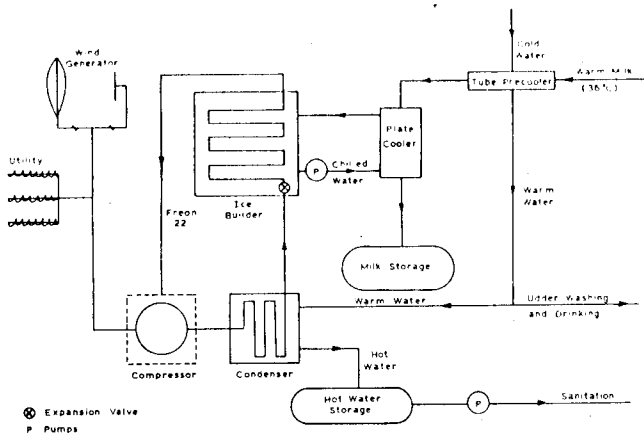 Wind
Generator
Cold
Water
Warm Milk
(36°C)
Tube Precooler
Plate
Cooler
P
Chilled
Water
Utility
Freon
22
Ice
Builder
Warm
Water
Milk Storage
Warm Water
Udder Washing
and Drinking
Compressor
Condenser
Hot
Water
Hot Water
Storage
P
Sanitation
Expansion Valve
P Pumps